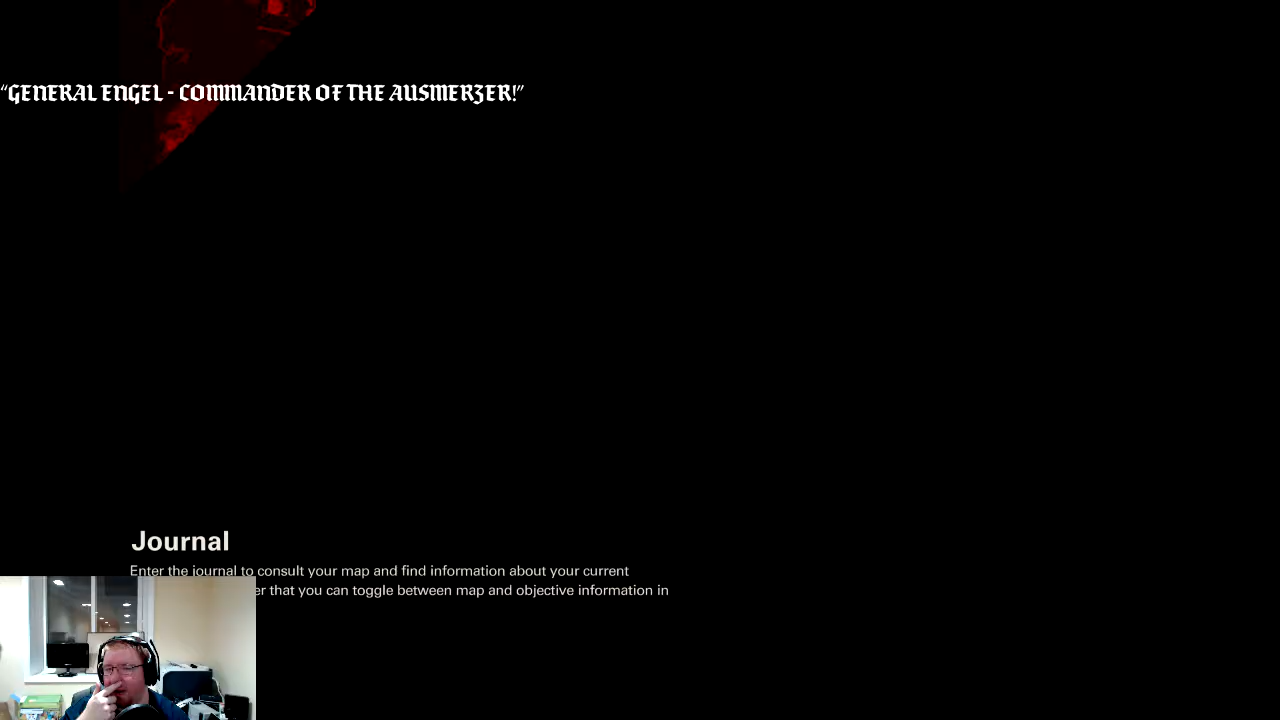 “GENERAL ENGEL - COMMANDER OF THE AUSMERZER!”
Journal
Enter the journal to consult your map and find information about your current
er that you can toggle between map and objective information in